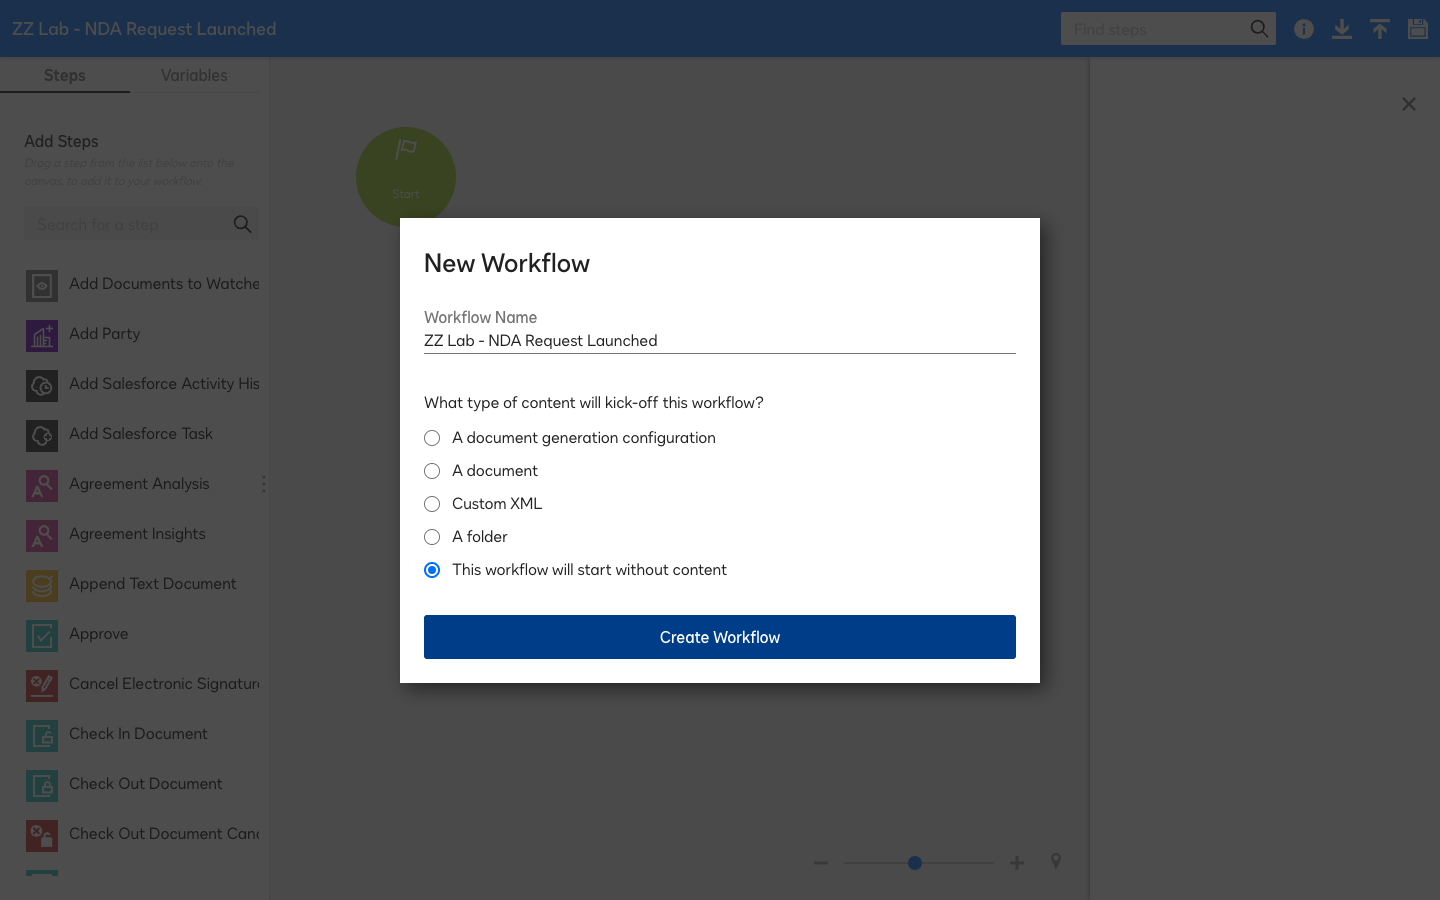 ZZ Lab - NDA Request Launched
Find steps
Steps
Variables
Add Steps
Drag a step from the list below onto the
canvas, to add it to your workflow
Search for a step
Add Documents to Watche
Add Party
Add Salesforce Activity His
Add Salesforce Task
Agreement Analysis
Agreement Insights
Append Text Document
Approve
Cancel Electronic Signatur
Check In Document
Check Out Document
Check Out Document Canc
Start
New Workflow
Workflow Name
ZZ Lab - NDA Request Launched
What type of content will kick-off this workflow?
A document generation configuration
A document
Custom XML
A folder
This workflow will start without content
Create Workflow